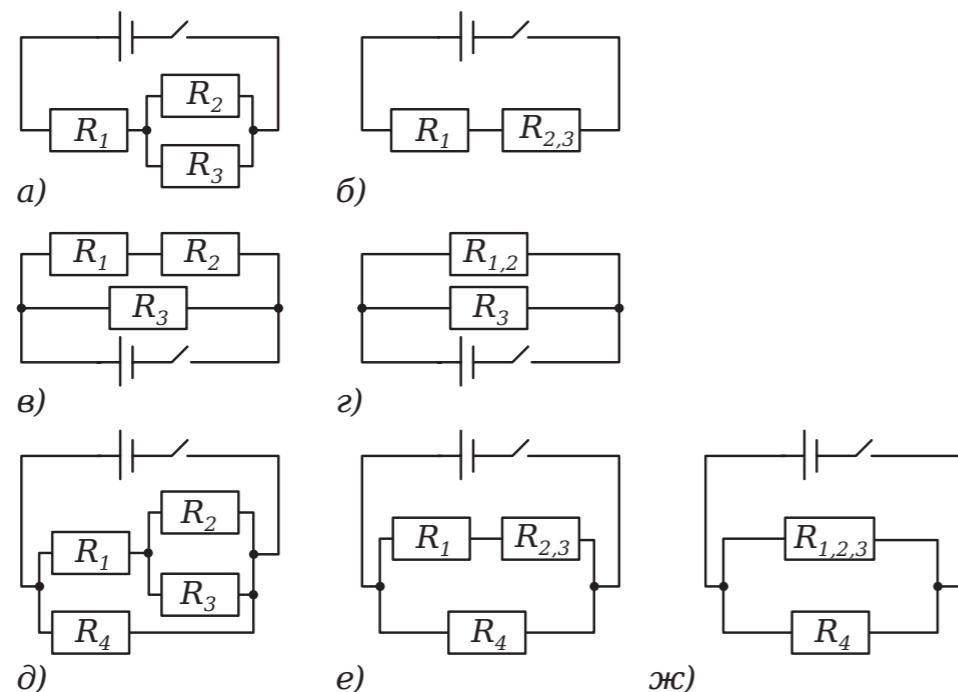 R2
R1
R3
а)
R1
R2,3
б)
R1 R2
R3
в)
R1,2
R3
г)
R2
R1
R3
R4
д)
R1 R2,3
R4
е)
R1,2,3
R4
ж)